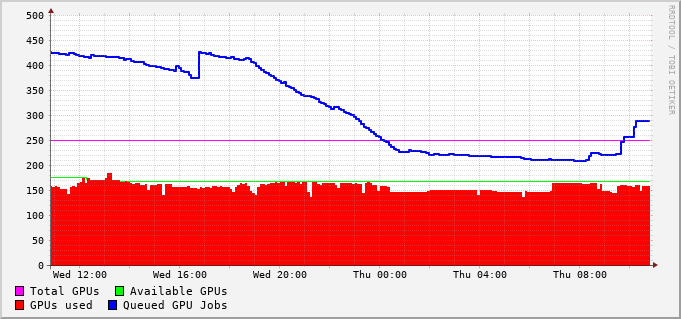 500
450
400
350
300
250
200
150
100
50
0
Wed 12:00 Wed 16:00 Wed 20:00 Thu 00:00 Thu 04:00 Thu 08:00
Total GPUs Available GPUs
GPUs used Queued GPU Jobs
RRDTOOL / TOBI OETIKER